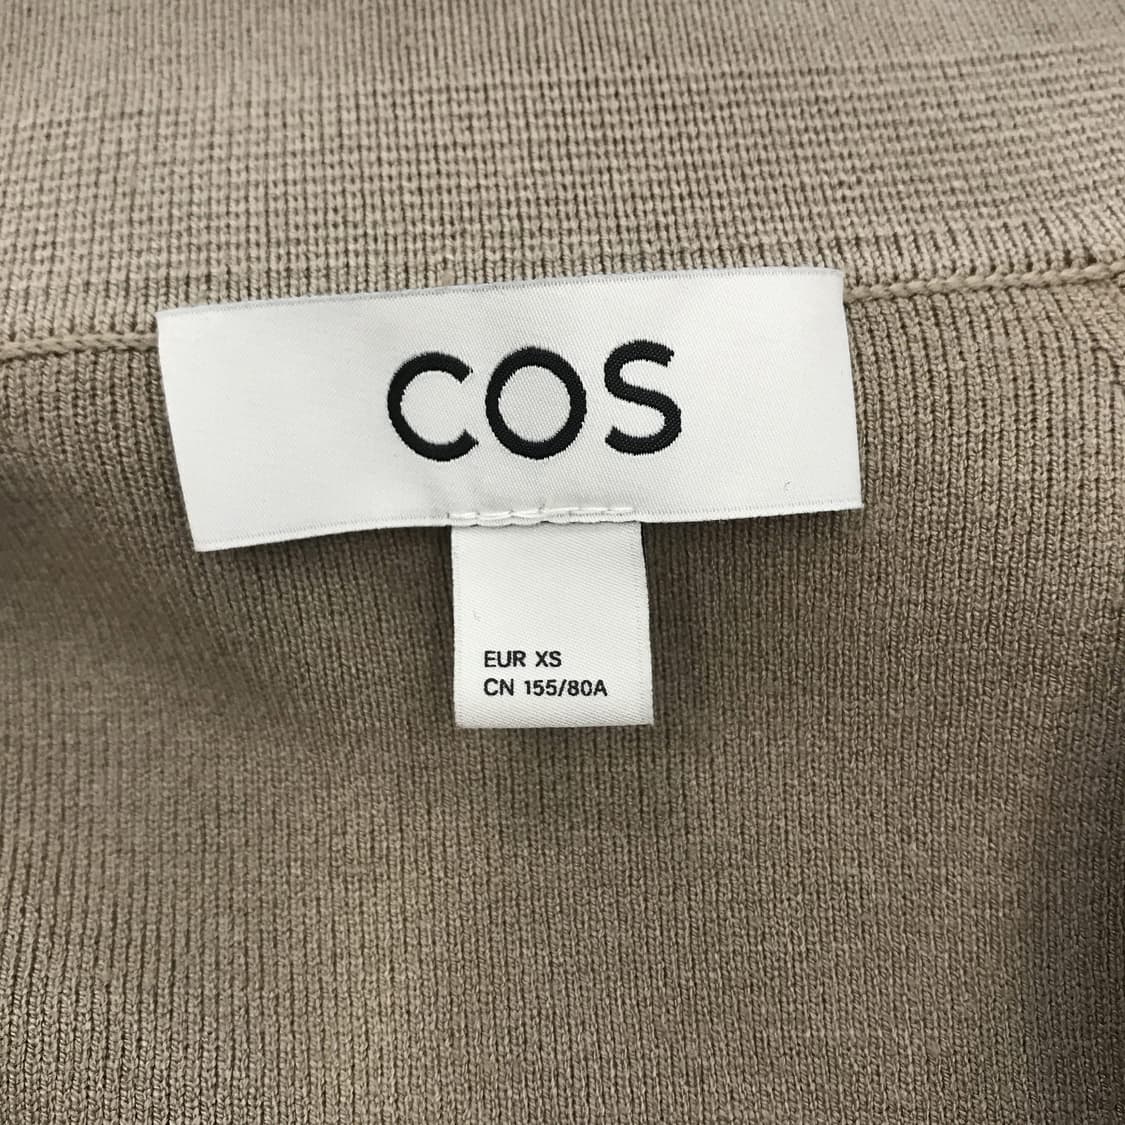 COS
EUR XS
CN 155/80A